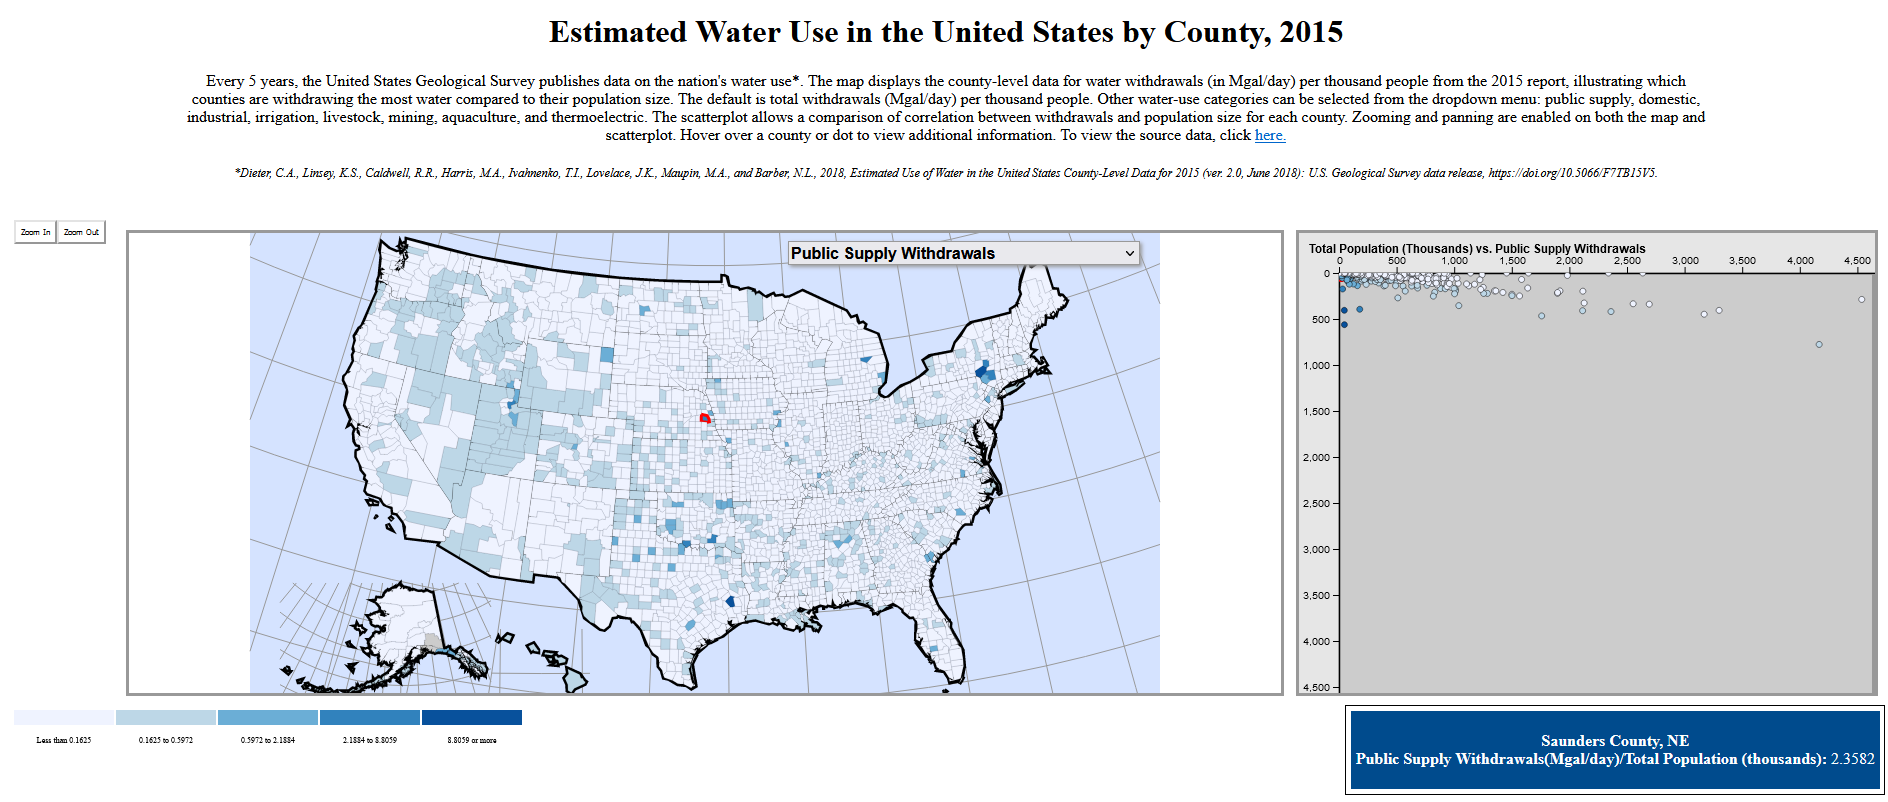 Estimated Water Use in the United States by County, 2015
Every 5 years, the United States Geological Survey publishes data on the nation's water use*. The map displays the county-level data for water withdrawals (in Mgal/day) per thousand people from the 2015 report, illustrating which
counties are withdrawing the most water compared to their population size. The default is total withdrawals (Mgal/day) per thousand people. Other water-use categories can be selected from the dropdown menu: public supply, domestic,
industrial, irrigation, livestock, mining, aquaculture, and thermoelectric. The scatterplot allows a comparison of correlation between withdrawals and population size for each county. Zooming and panning are enabled on both the map and
scatterplot. Hover over a county or dot to view additional information. To view the source data, click here.
*Dieter, C.A., Linsey, K.S., Caldwell, R.R., Harris, M.A., Ivahnenko, T.I., Lovelace, J.K., Maupin, M.A., and Barber, N.L., 2018, Estimated Use of Water in the United States County-Level Data for 2015 (ver. 2.0, June 2018): U.S. Geological Survey data release, https://doi.org/10.5066/F7TB15V5.
Zoom In Zoom Out
Public Supply Withdrawals
Total Population (Thousands) vs. Public Supply Withdrawals
0 500 1,000 1,500 2,000 2,500 3,000 3,500 4,000 4,500
0
500
1,000
1,500
2,000
2,500
3,000
3,500
4,000
4,500
Less than 0.1625 0.1625 to 0.5972 0.5972 to 2.1884 2.1884 to 8.8059 8.8059 or more
Saunders County, NE
Public Supply Withdrawals(Mgal/day)/Total Population (thousands): 2.3582